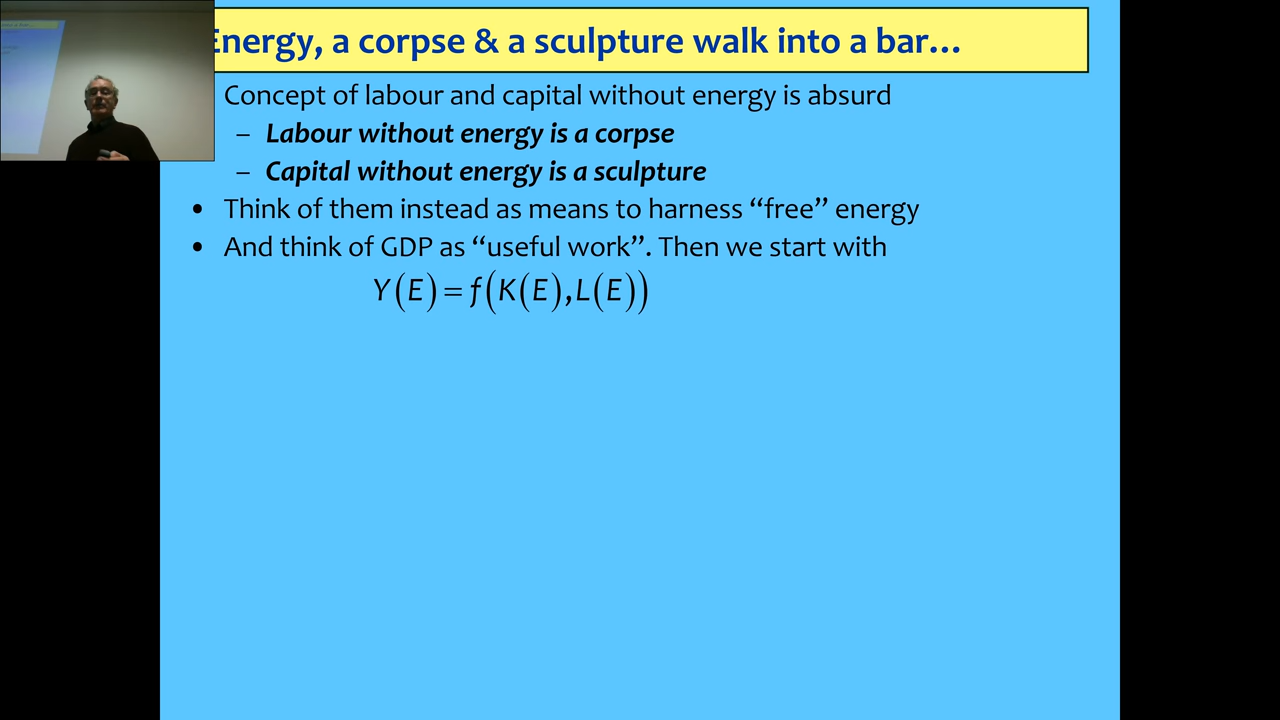 Energy, a corpse & a sculpture walk into a bar…
Concept of labour and capital without energy is absurd
– Labour without energy is a corpse
– Capital without energy is a sculpture
• Think of them instead as means to harness “free” energy
• And think of GDP as “useful work”. Then we start with
Y(E)=f(K(E),L(E))